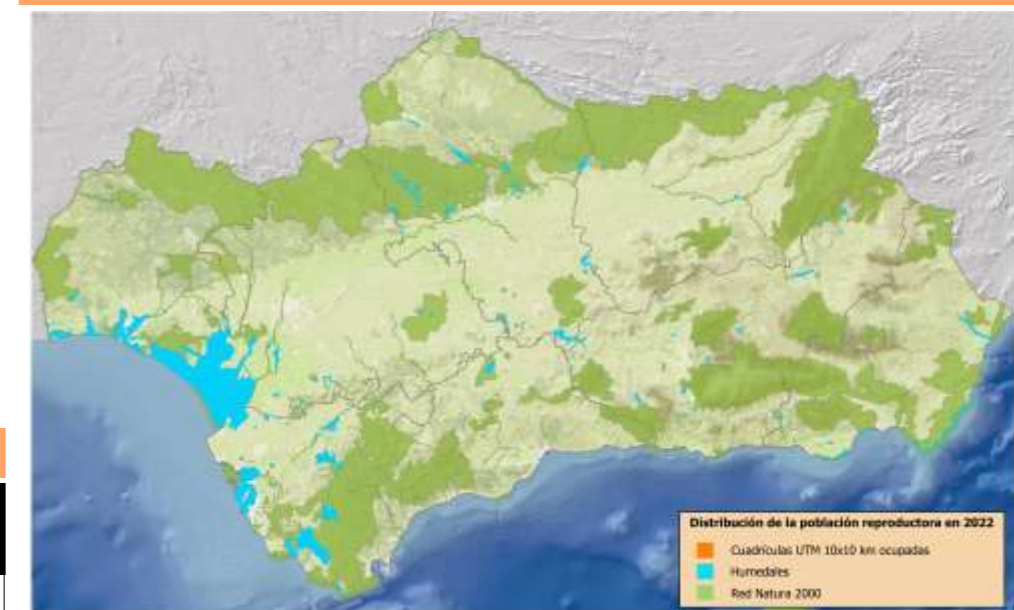 Distribución de la población reproductora en 2022
Cuadrículas UTM 10x10 km ocupadas
Humedales
Red Natura 2000